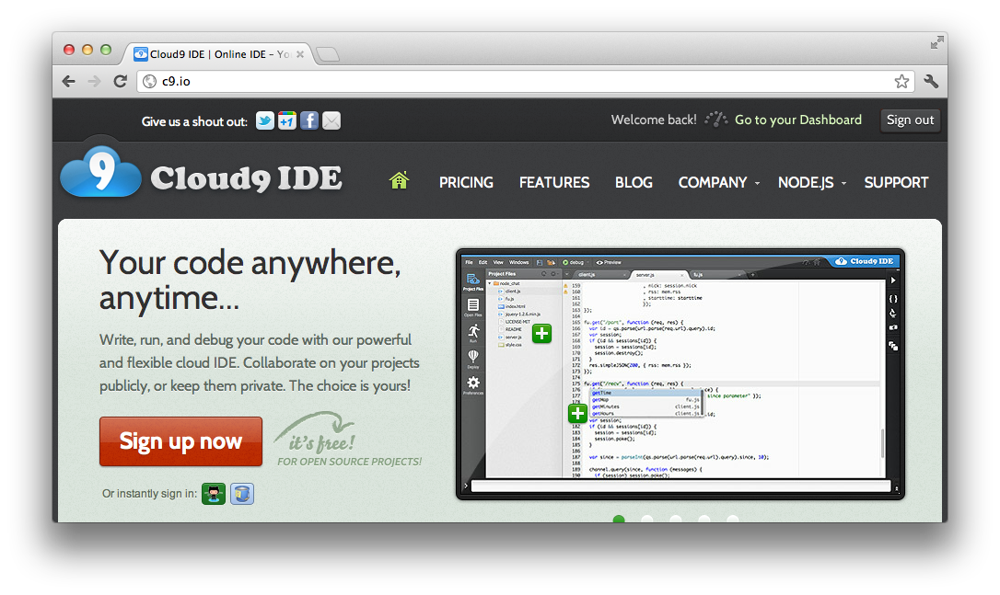 Cloud9 IDE | Online IDE – Yo
c9.io
Give us a shout out:
+1
f
Welcome back!
Go to your Dashboard
Sign out
9
Cloud9 IDE
PRICING
FEATURES
BLOG
COMPANY
NODE.JS
SUPPORT
Your code anywhere,
anytime...
Write, run, and debug your code with our powerful
and flexible cloud IDE. Collaborate on your projects
publicly, or keep them private. The choice is yours!
Sign up now
it's free!
FOR OPEN SOURCE PROJECTS!
Or instantly sign in:
File Edit View Windows debug Preview
Cloud9 IDE
Project Files
client.js
server.js
fu.js
Project Files
Open Files
Run
Deploy
Preferences
node_chat
client.js
fu.js
index.html
jquery-1.2.6.min.js
LICENSE-MIT
README
server.js
style.css
159 , nick: session.nick
160 , rss: mem.rss
161 , starttime: starttime
162 });
163 });
164
165 fu.get("/part", function (req, res) {
166 var id = qs.parse(url.parse(req.url).query).id;
167 var session;
168 if (id && sessions[id]) {
169 session = sessions[id];
170 session.destroy();
171 }
172 res.simpleJSON(200, { rss: mem.rss });
173 });
174
175 fu.get("/recv", function (req, res) {
176 ce) {
177 since parameter" });
178
getTime
getMap fu.js
getMinutes client.js
getHours client.js
.id;
181 var session;
182 if (id && sessions[id]) {
183 session = sessions[id];
184 session.poke();
185 }
186
187 var since = parseInt(qs.parse(url.parse(req.url).query).since, 10);
188
189 channel.query(since, function (messages) {
190 if (session) session.poke();